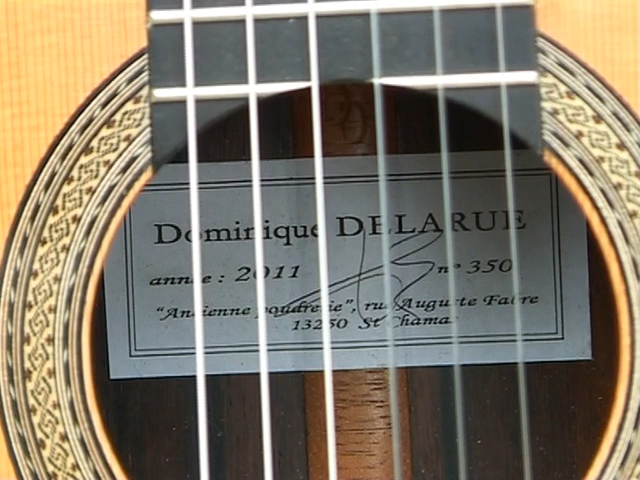 Dominique DELARUE
année : 2011 n° 350
"Ancienne poudrerie", rue Auguste Fabre
13250 St Chamas